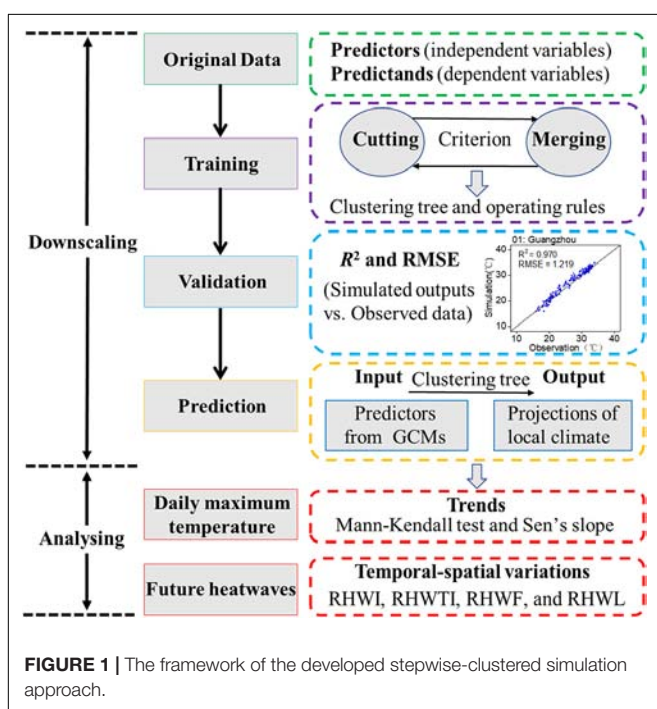 Original Data
Predictors (independent variables)
Predictands (dependent variables)
Training
Cutting
Criterion
Merging
Clustering tree and operating rules
Downscaling
Validation
R² and RMSE
(Simulated outputs
vs. Observed data)
01: Guangzhou
R² = 0.970
RMSE = 1.219
Simulation(℃)
40
30
20
10
10 20 30 40
Observation (℃)
Prediction
Input
Clustering tree
Output
Predictors
from GCMs
Projections of
local climate
Analysing
Daily maximum
temperature
Trends
Mann-Kendall test and Sen's slope
Future heatwaves
Temporal-spatial variations
RHWI, RHWTI, RHWF, and RHWL
FIGURE 1 | The framework of the developed stepwise-clustered simulation
approach.